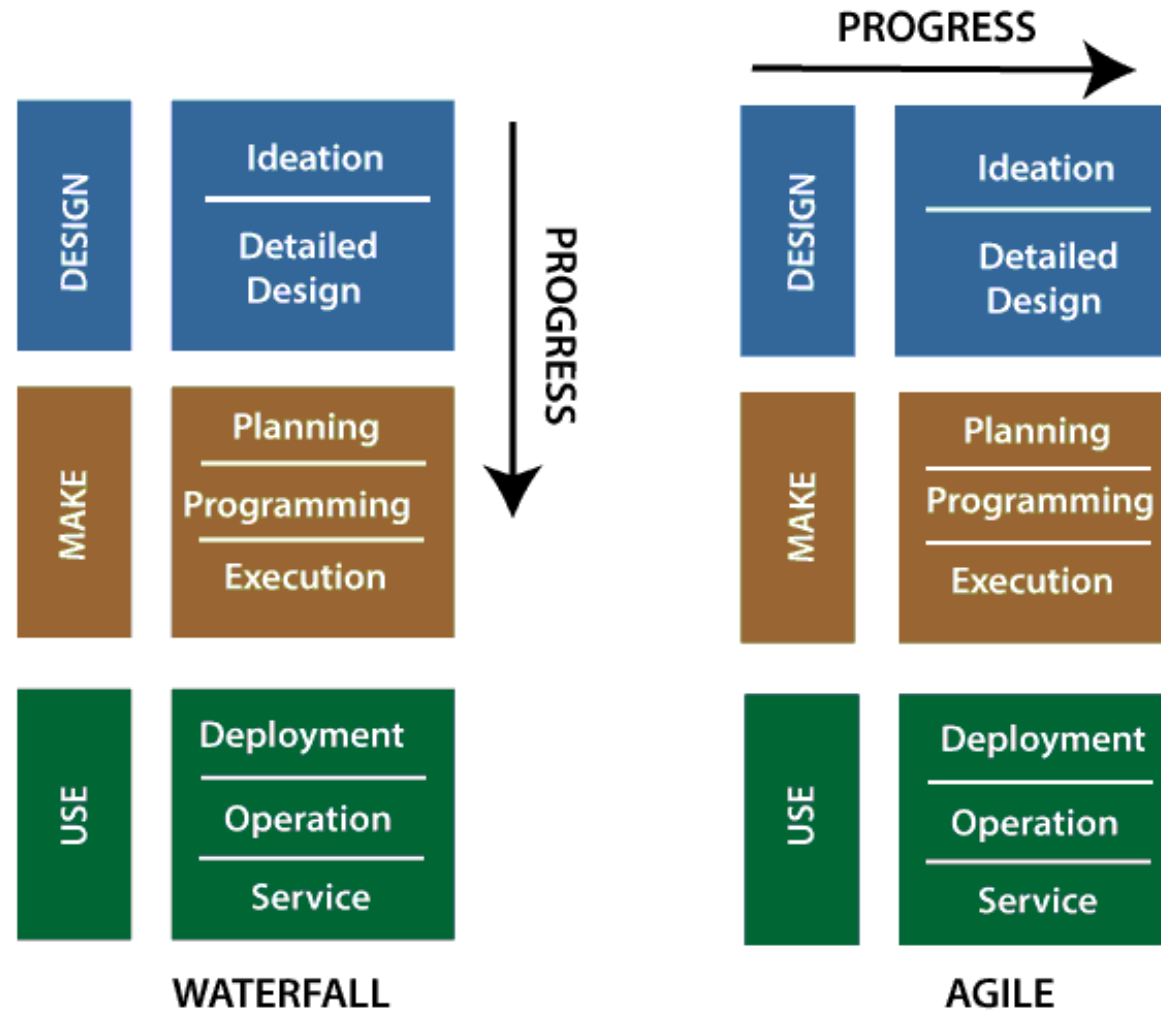 DESIGN
Ideation
Detailed
Design
MAKE
Planning
Programming
Execution
USE
Deployment
Operation
Service
PROGRESS
WATERFALL
PROGRESS
DESIGN
Ideation
Detailed
Design
MAKE
Planning
Programming
Execution
USE
Deployment
Operation
Service
AGILE